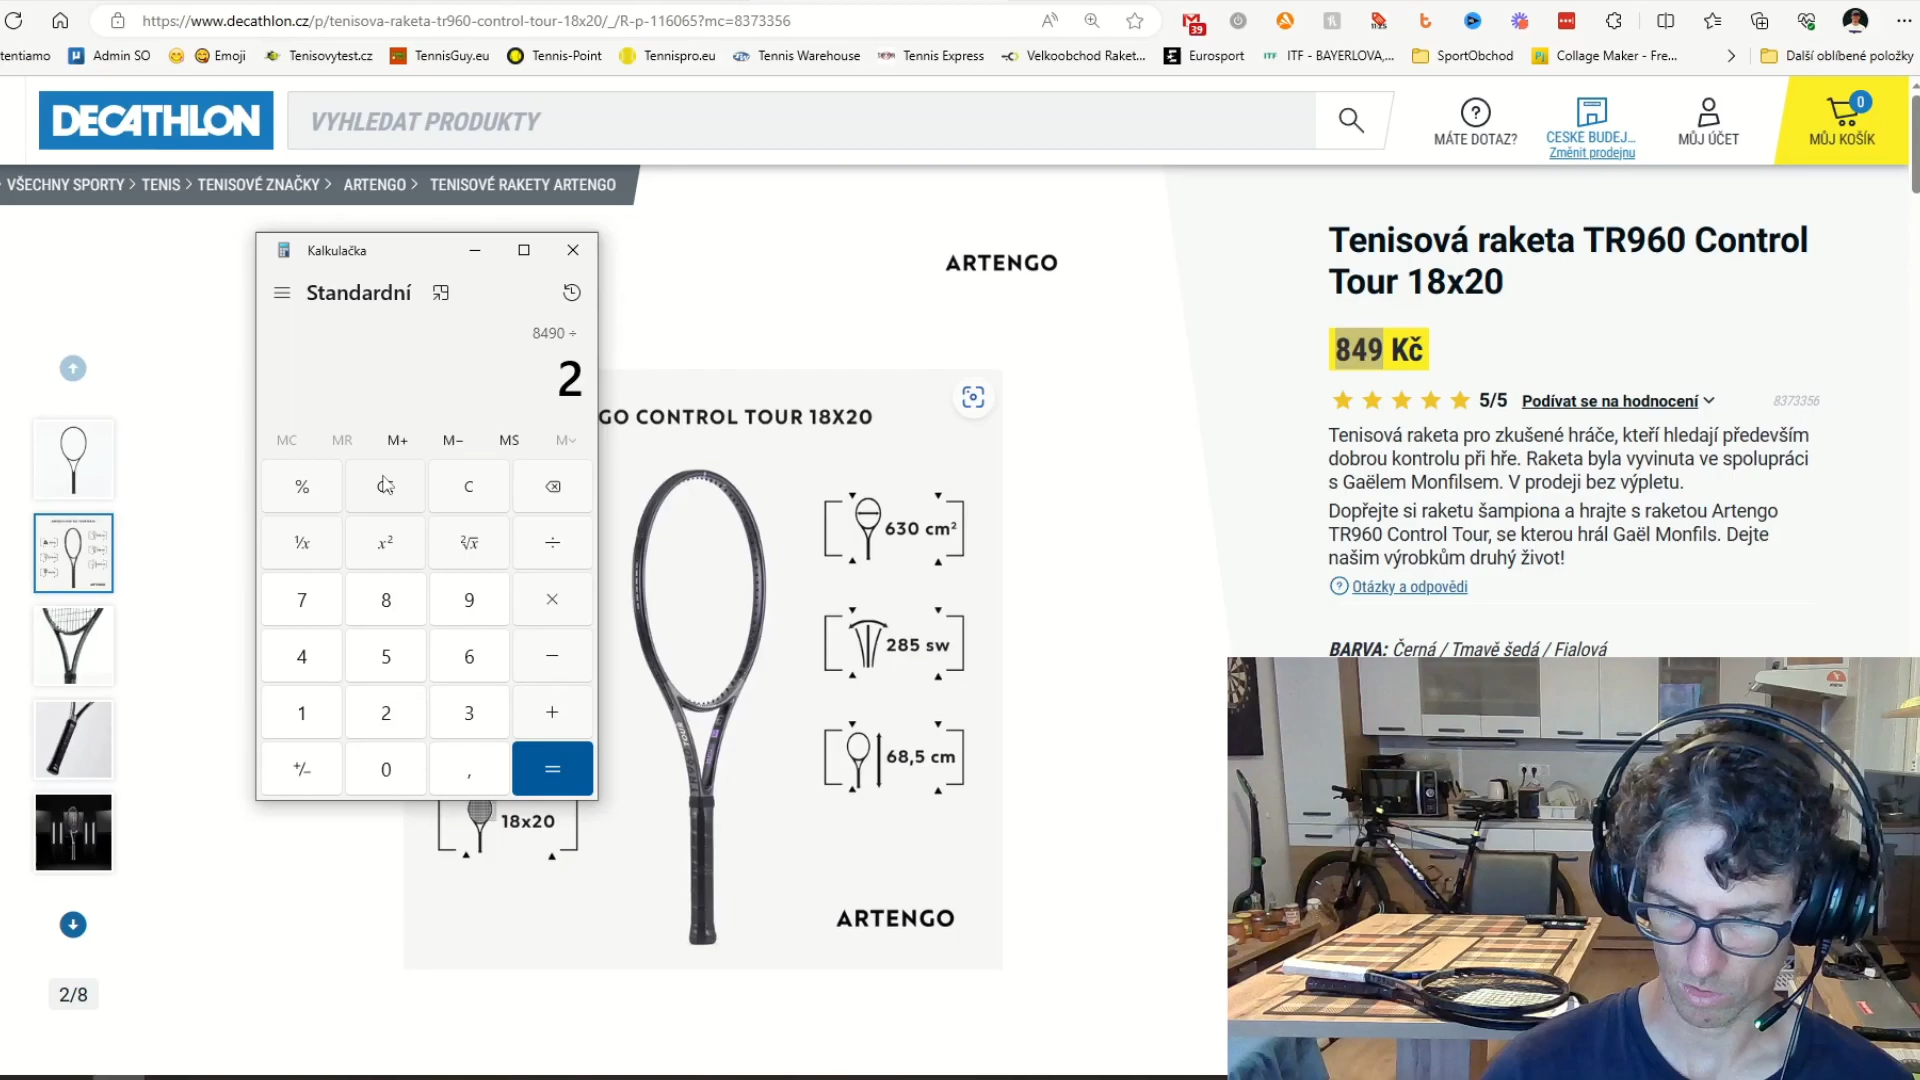 https://www.decathlon.cz/p/tenisova-raketa-tr960-control-tour-18x20/_/R-p-116065?mc=8373356
39
tentiamo
Admin SO
Emoji
Tenisovytest.cz
TennisGuy.eu
Tennis-Point
Tennispro.eu
Tennis Warehouse
Tennis Express
Velkoobchod Raket...
Eurosport
ITF - BAYERLOVA,...
SportObchod
Collage Maker - Fre...
Další oblíbené položky
DECATHLON
VYHLEDAT PRODUKTY
MÁTE DOTAZ?
CESKE BUDEJ...
Změnit prodejnu
MŮJ ÚČET
0
MŮJ KOŠÍK
VŠECHNY SPORTY > TENIS > TENISOVÉ ZNAČKY > ARTENGO > TENISOVÉ RAKETY ARTENGO
Kalkulačka
Standardní
8490 ÷
2
MC MR M+ M− MS M
% C
⅟x x² ²√x ÷
7 8 9 ×
4 5 6 −
1 2 3 +
+/− 0 , =
ARTENGO
GO CONTROL TOUR 18X20
630 cm²
285 sw
68,5 cm
18x20
ARTENGO
2/8
Tenisová raketa TR960 Control
Tour 18x20
849 Kč
5/5 Podívat se na hodnocení
8373356
Tenisová raketa pro zkušené hráče, kteří hledají především
dobrou kontrolu při hře. Raketa byla vyvinuta ve spolupráci
s Gaëlem Monfilsem. V prodeji bez výpletu.
Dopřejte si raketu šampiona a hrajte s raketou Artengo
TR960 Control Tour, se kterou hrál Gaël Monfils. Dejte
našim výrobkům druhý život!
Otázky a odpovědi
BARVA: Černá / Tmavě šedá / Fialová
APACHE